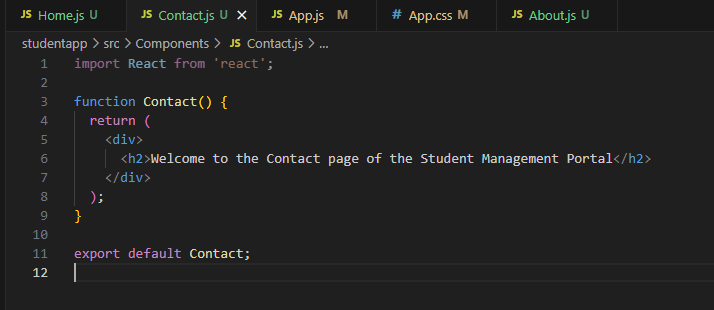 JS Home.js U JS Contact.js U × JS App.js M # App.css M JS About.js U
studentapp > src > Components > JS Contact.js > ...
1 import React from 'react';
2
3 function Contact() {
4   return (
5     <div>
6       <h2>Welcome to the Contact page of the Student Management Portal</h2>
7     </div>
8   );
9 }
10
11 export default Contact;
12